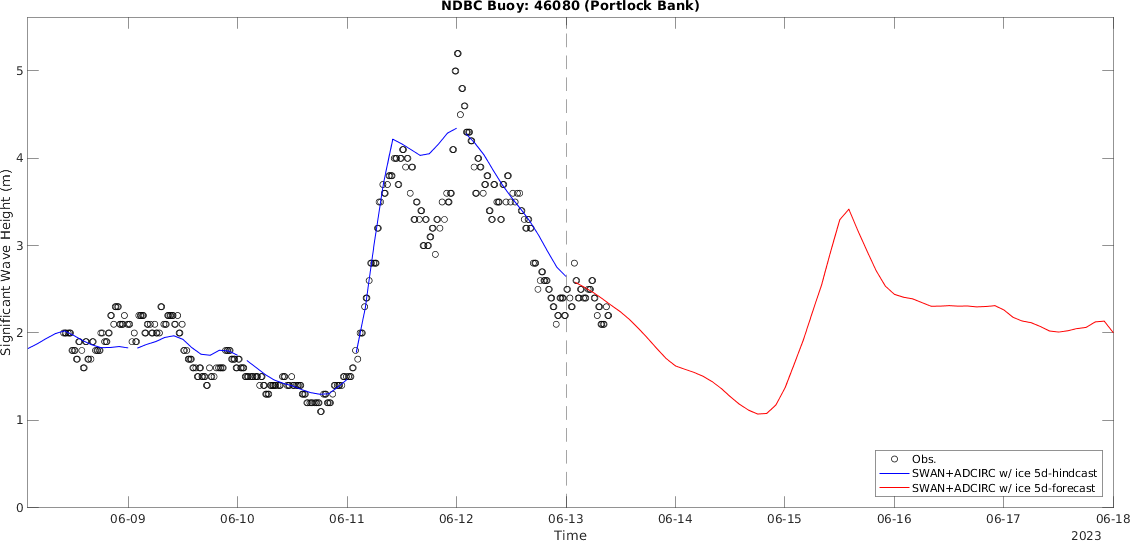 NDBC Buoy: 46080 (Portlock Bank)
5
4
3
2
1
0
Significant Wave Height (m)
Obs.
SWAN+ADCIRC w/ ice 5d-hindcast
SWAN+ADCIRC w/ ice 5d-forecast
06-09 06-10 06-11 06-12 06-13 06-14 06-15 06-16 06-17 06-18
Time
2023